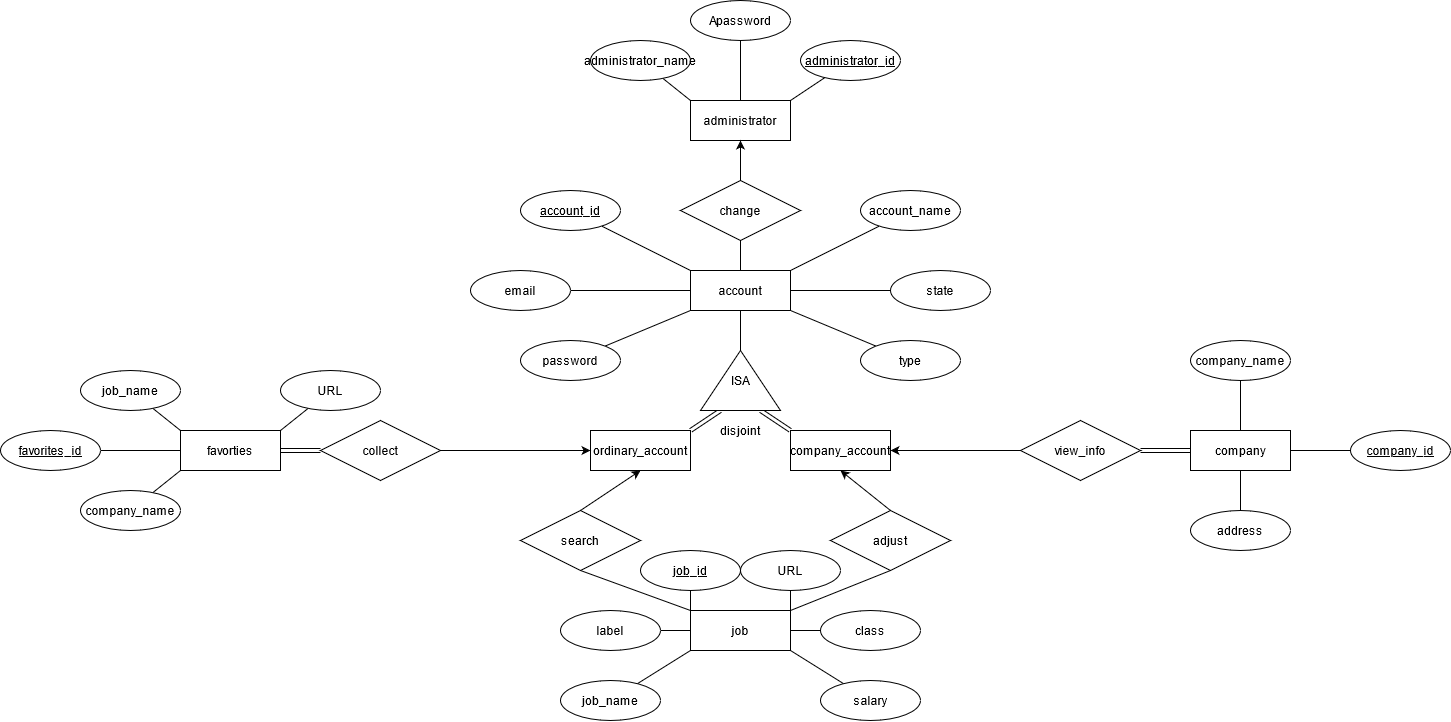 Apassword
administrator_name
administrator_id
administrator
account_id
change
account_name
email
account
state
password
type
company_name
ISA
job_name
URL
disjoint
favorites_id
favorties
collect
ordinary_account
company_account
view_info
company
company_id
company_name
address
search
adjust
job_id
URL
label
job
class
job_name
salary